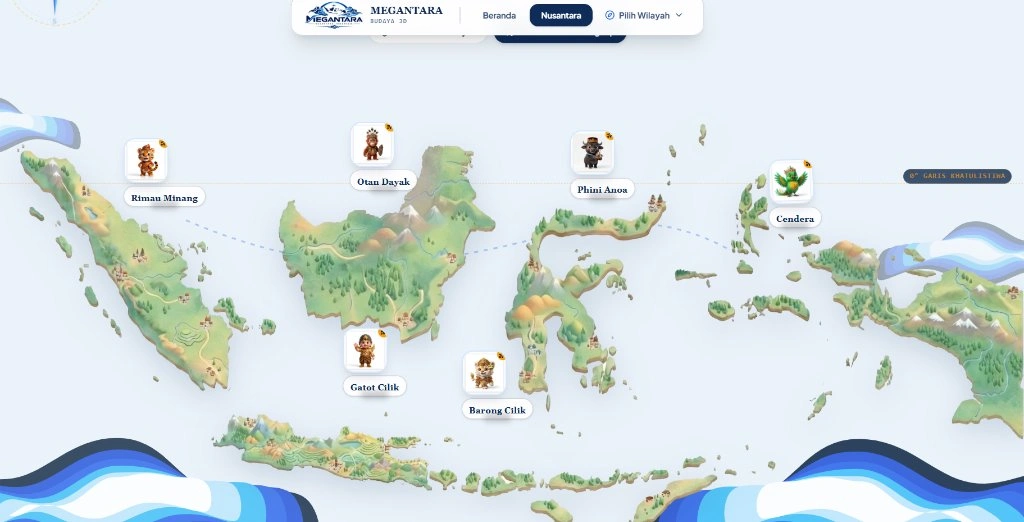 MEGANTARA
MEGANTARA
BUDAYA 3D
Beranda
Nusantara
Pilih Wilayah
S
0° GARIS KHATULISTIWA
Rimau Minang
Otan Dayak
Phini Anoa
Cendera
Gatot Cilik
Barong Cilik